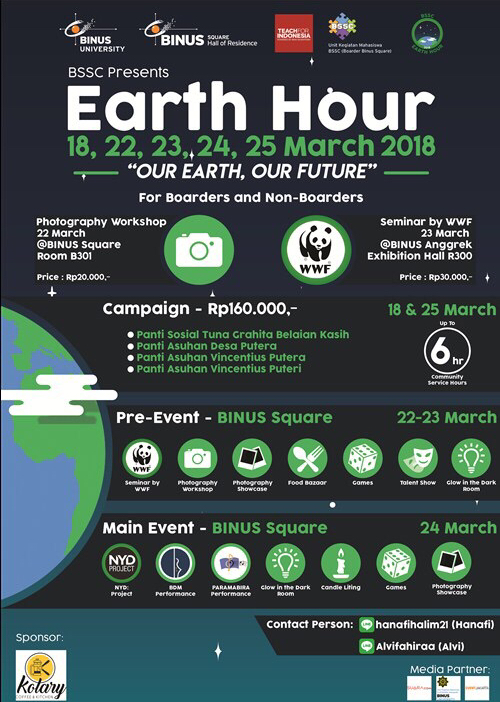 BINUS
UNIVERSITY
BINUS
SQUARE
Hall of Residence
TEACHFOR
INDONESIA
Unit Kegiatan Mahasiswa
BSSC (Boarder Binus Square)
BSSC
EARTH HOUR
BSSC Presents
Earth Hour
18, 22, 23, 24, 25 March 2018
“OUR EARTH, OUR FUTURE”
For Boarders and Non-Boarders
Photography Workshop
22 March
@BINUS Square
Room B301
Price : Rp20.000,-
WWF
Seminar by WWF
23 March
@BINUS Anggrek
Exhibition Hall R300
Price : Rp30.000,-
Campaign - Rp160.000,-
18 & 25 March
Panti Sosial Tuna Grahita Belaian Kasih
Panti Asuhan Desa Putera
Panti Asuhan Vincentius Putera
Panti Asuhan Vincentius Puteri
Up To
6 hr
Community
Service Hours
Pre-Event - BINUS Square
22-23 March
WWF
Seminar by
WWF
Photography
Workshop
Photography
Showcase
Food Bazaar
Games
Talent Show
Glow in the Dark
Room
Main Event - BINUS Square
24 March
NYD
PROJECT
NYD:
Project
BDM
Performance
PARAMABIRA
Performance
Glow in the Dark
Room
Candle Liting
Games
Photography
Showcase
Contact Person:
hanafihalim21 (Hanafi)
Alvifahiraa (Alvi)
Sponsor:
Kolary
COFFEE & KITCHEN
Media Partner:
BINUS